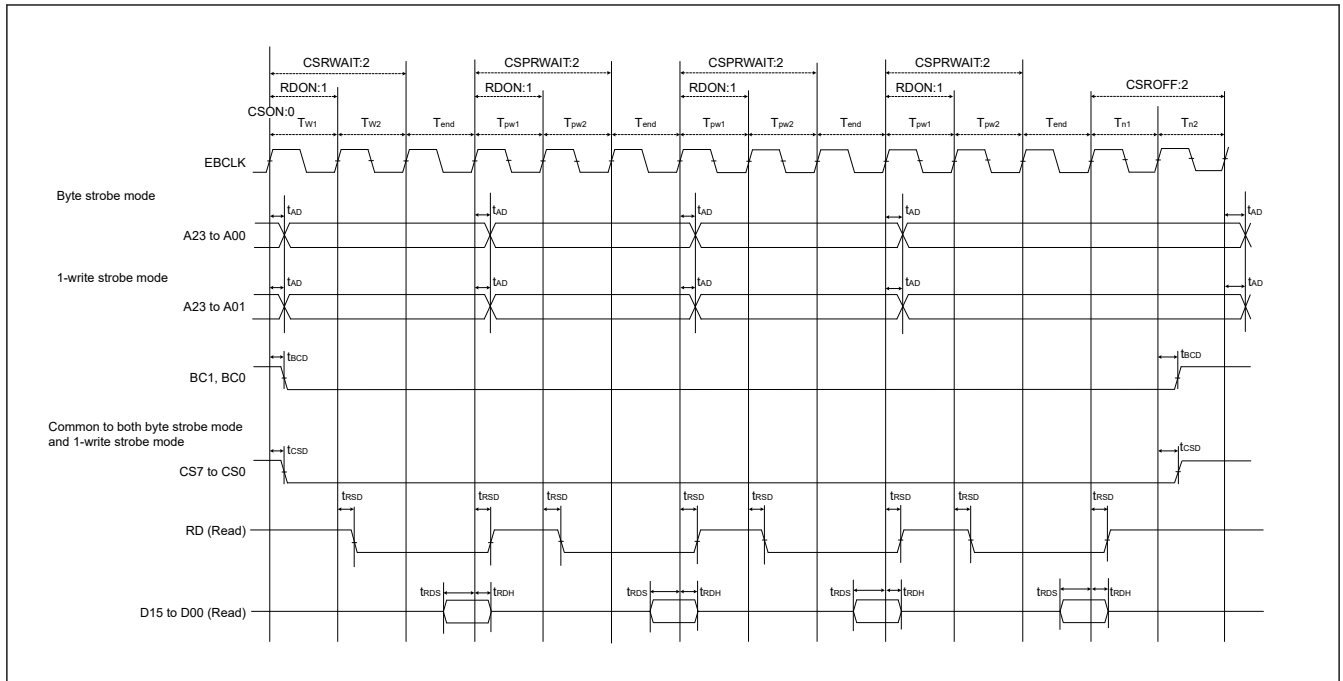 CSRWAIT:2 CSPRWAIT:2 CSPRWAIT:2 CSPRWAIT:2
RDON:1 RDON:1 RDON:1 RDON:1 CSROFF:2
CSON:0
TW1 TW2 Tend Tpw1 Tpw2 Tend Tpw1 Tpw2 Tend Tpw1 Tpw2 Tend Tn1 Tn2
EBCLK
Byte strobe mode
tAD tAD tAD tAD tAD
A23 to A00
1-write strobe mode
tAD tAD tAD tAD tAD
A23 to A01
tBCD tBCD
BC1, BC0
Common to both byte strobe mode
and 1-write strobe mode
tCSD tCSD
CS7 to CS0
tRSD tRSD tRSD tRSD tRSD tRSD tRSD tRSD
RD (Read)
tRDS tRDH tRDS tRDH tRDS tRDH tRDS tRDH
D15 to D00 (Read)